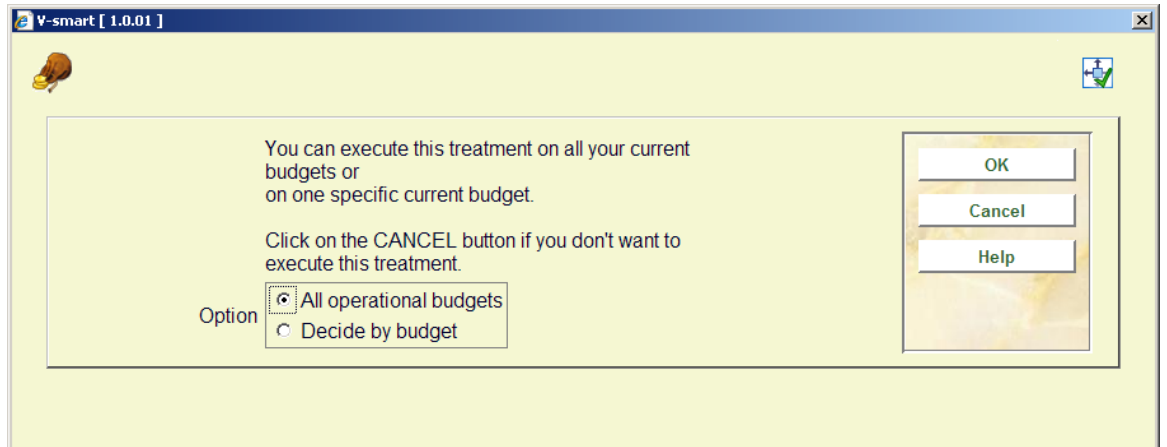 V-smart [ 1.0.01 ]
You can execute this treatment on all your current
budgets or
on one specific current budget.
Click on the CANCEL button if you don't want to
execute this treatment.
Option
All operational budgets
Decide by budget
OK
Cancel
Help